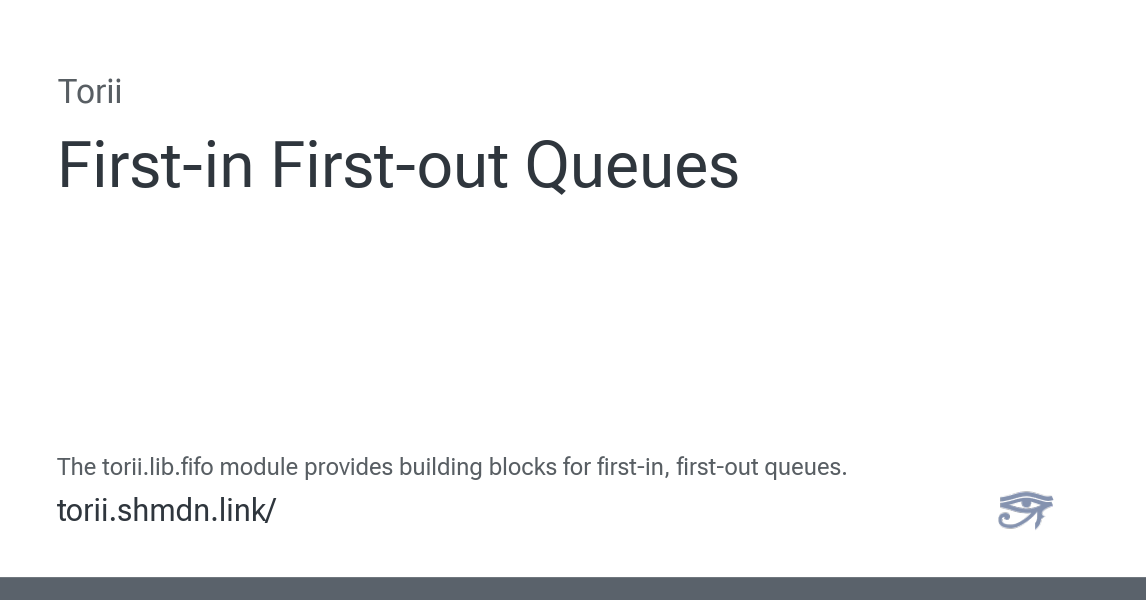 Torii
First-in First-out Queues
The torii.lib.fifo module provides building blocks for first-in, first-out queues.
torii.shmdn.link/